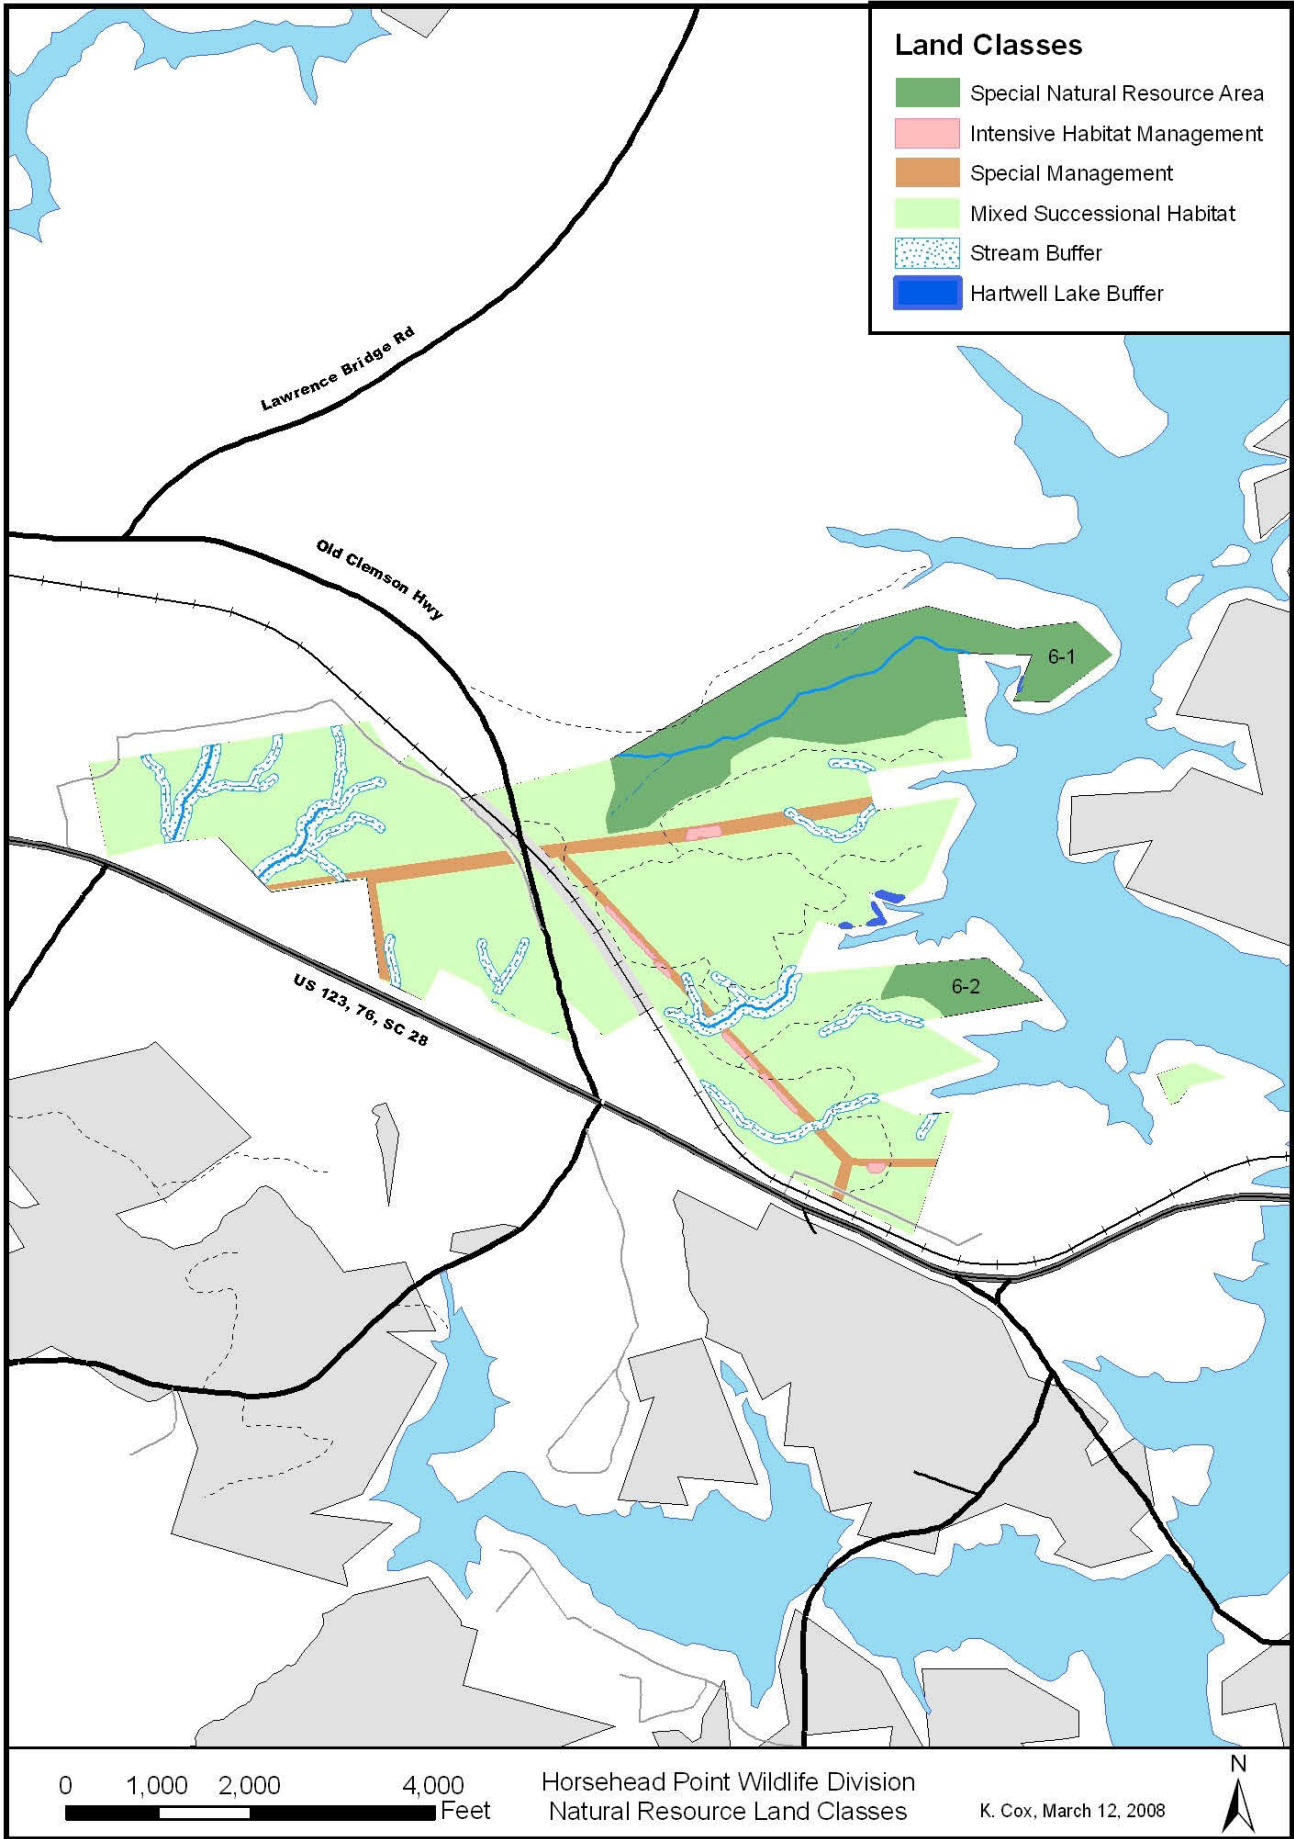 Land Classes
Special Natural Resource Area
Intensive Habitat Management
Special Management
Mixed Successional Habitat
Stream Buffer
Hartwell Lake Buffer
Lawrence Bridge Rd
Old Clemson Hwy
6-1
6-2
US 123, 76, SC 28
0 1,000 2,000 4,000
Feet
Horsehead Point Wildlife Division
Natural Resource Land Classes
K. Cox, March 12, 2008
N